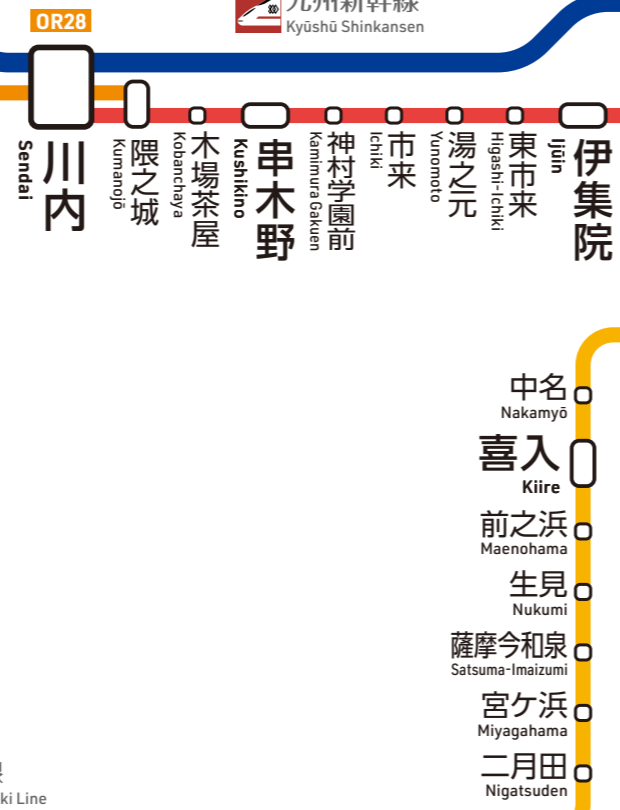 OR28
九州新幹線
Kyūshū Shinkansen
川内
Sendai
隈之城
Kumanojō
木場茶屋
Kobanchaya
串木野
Kushikino
神村学園前
Kamimura Gakuen
市来
Ichiki
湯之元
Yunomoto
東市来
Higashi-Ichiki
伊集院
Ijūin
中名
Nakamyō
喜入
Kiire
前之浜
Maenohama
生見
Nukumi
薩摩今和泉
Satsuma-Imaizumi
宮ケ浜
Miyagahama
二月田
Nigatsuden
ki Line